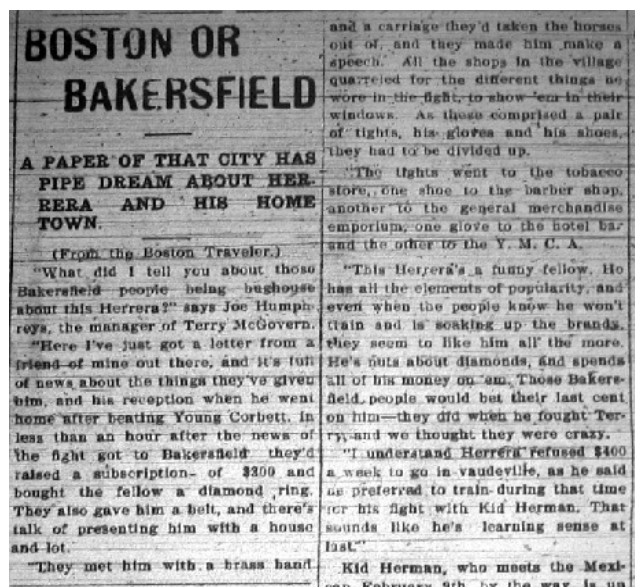 BOSTON OR
BAKERSFIELD
A PAPER OF THAT CITY HAS
PIPE DREAM ABOUT HER-
RERA AND HIS HOME
TOWN.
(From the Boston Traveler.)
"What did I tell you about those
Bakersfield people being bughouse
about this Herrera?" says Joe Humph-
reys, the manager of Terry McGovern.
"Here I've just got a letter from a
friend of mine out there, and it's full
of news about the things they've given
him, and his reception when he went
home after beating Young Corbett. In
less than an hour after the news of
the fight got to Bakersfield they'd
raised a subscription of $300 and
bought the fellow a diamond ring.
They also gave him a belt, and there's
talk of presenting him with a house
and lot.
"They met him with a brass band
and a carriage they'd taken the horses
out of, and they made him make a
speech. All the shops in the village
quarreled for the different things he
wore in the fight, to show 'em in their
windows. As these comprised a pair
of tights, his gloves and his shoes,
they had to be divided up.
"The tights went to the tobacco
store, one shoe to the barber shop,
another to the general merchandise
emporium, one glove to the hotel bar
and the other to the Y. M. C. A.
"This Herrera's a funny fellow. He
has all the elements of popularity, and
even when the people know he won't
train and is soaking up the brandy,
they seem to like him all the more.
He's nuts about diamonds, and spends
all of his money on 'em. Those Bakers-
field people would bet their last cent
on him—they did when he fought Ter-
ry, and we thought they were crazy.
"I understand Herrera refused $400
a week to go in vaudeville, as he said
he preferred to train during that time
for his fight with Kid Herman. That
sounds like he's learning sense at
last."
Kid Herman, who meets the Mexi-
can February 9th, by the way, is up